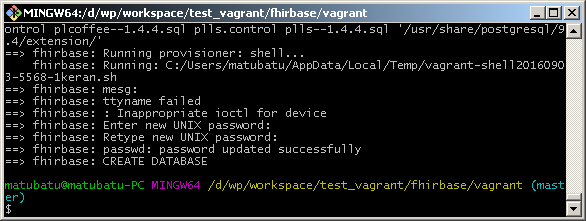 MINGW64:/d/wp/workspace/test_vagrant/fhirbase/vagrant
ontrol plcoffee--1.4.4.sql plls.control plls--1.4.4.sql '/usr/share/postgresql/9
.4/extension/'
==> fhirbase: Running provisioner: shell...
    fhirbase: Running: C:/Users/matubatu/AppData/Local/Temp/vagrant-shell2016090
3-5568-1keran.sh
==> fhirbase: mesg:
==> fhirbase: ttyname failed
==> fhirbase: : Inappropriate ioctl for device
==> fhirbase: Enter new UNIX password:
==> fhirbase: Retype new UNIX password:
==> fhirbase: passwd: password updated successfully
==> fhirbase: CREATE DATABASE
matubatu@matubatu-PC MINGW64 /d/wp/workspace/test_vagrant/fhirbase/vagrant (mast
er)
$